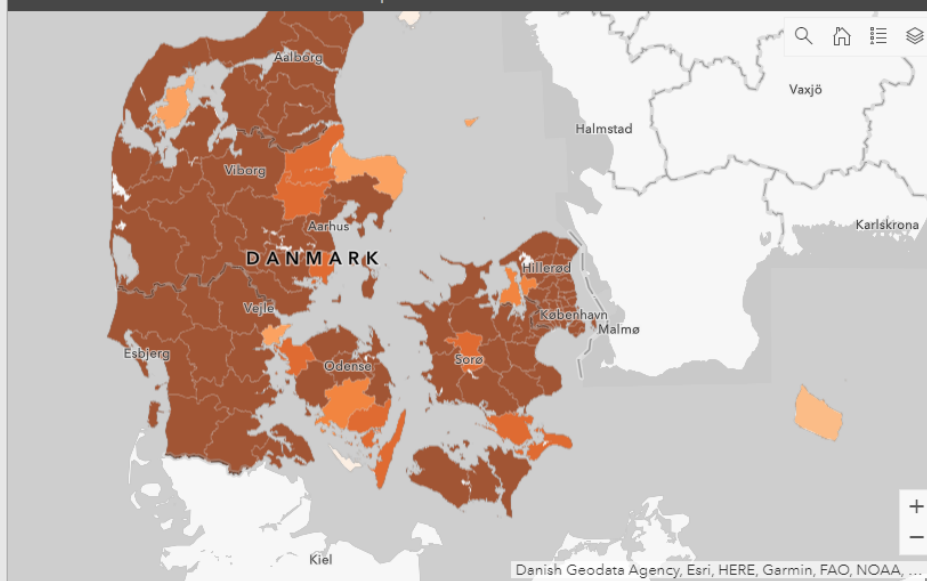 Aalborg
Vaxjö
Halmstad
Viborg
Karlskrona
Aarhus
DANMARK
Hillerød
Vejle
København
Malmø
Esbjerg
Sorø
Odense
+
−
Kiel
Danish Geodata Agency, Esri, HERE, Garmin, FAO, NOAA, ...